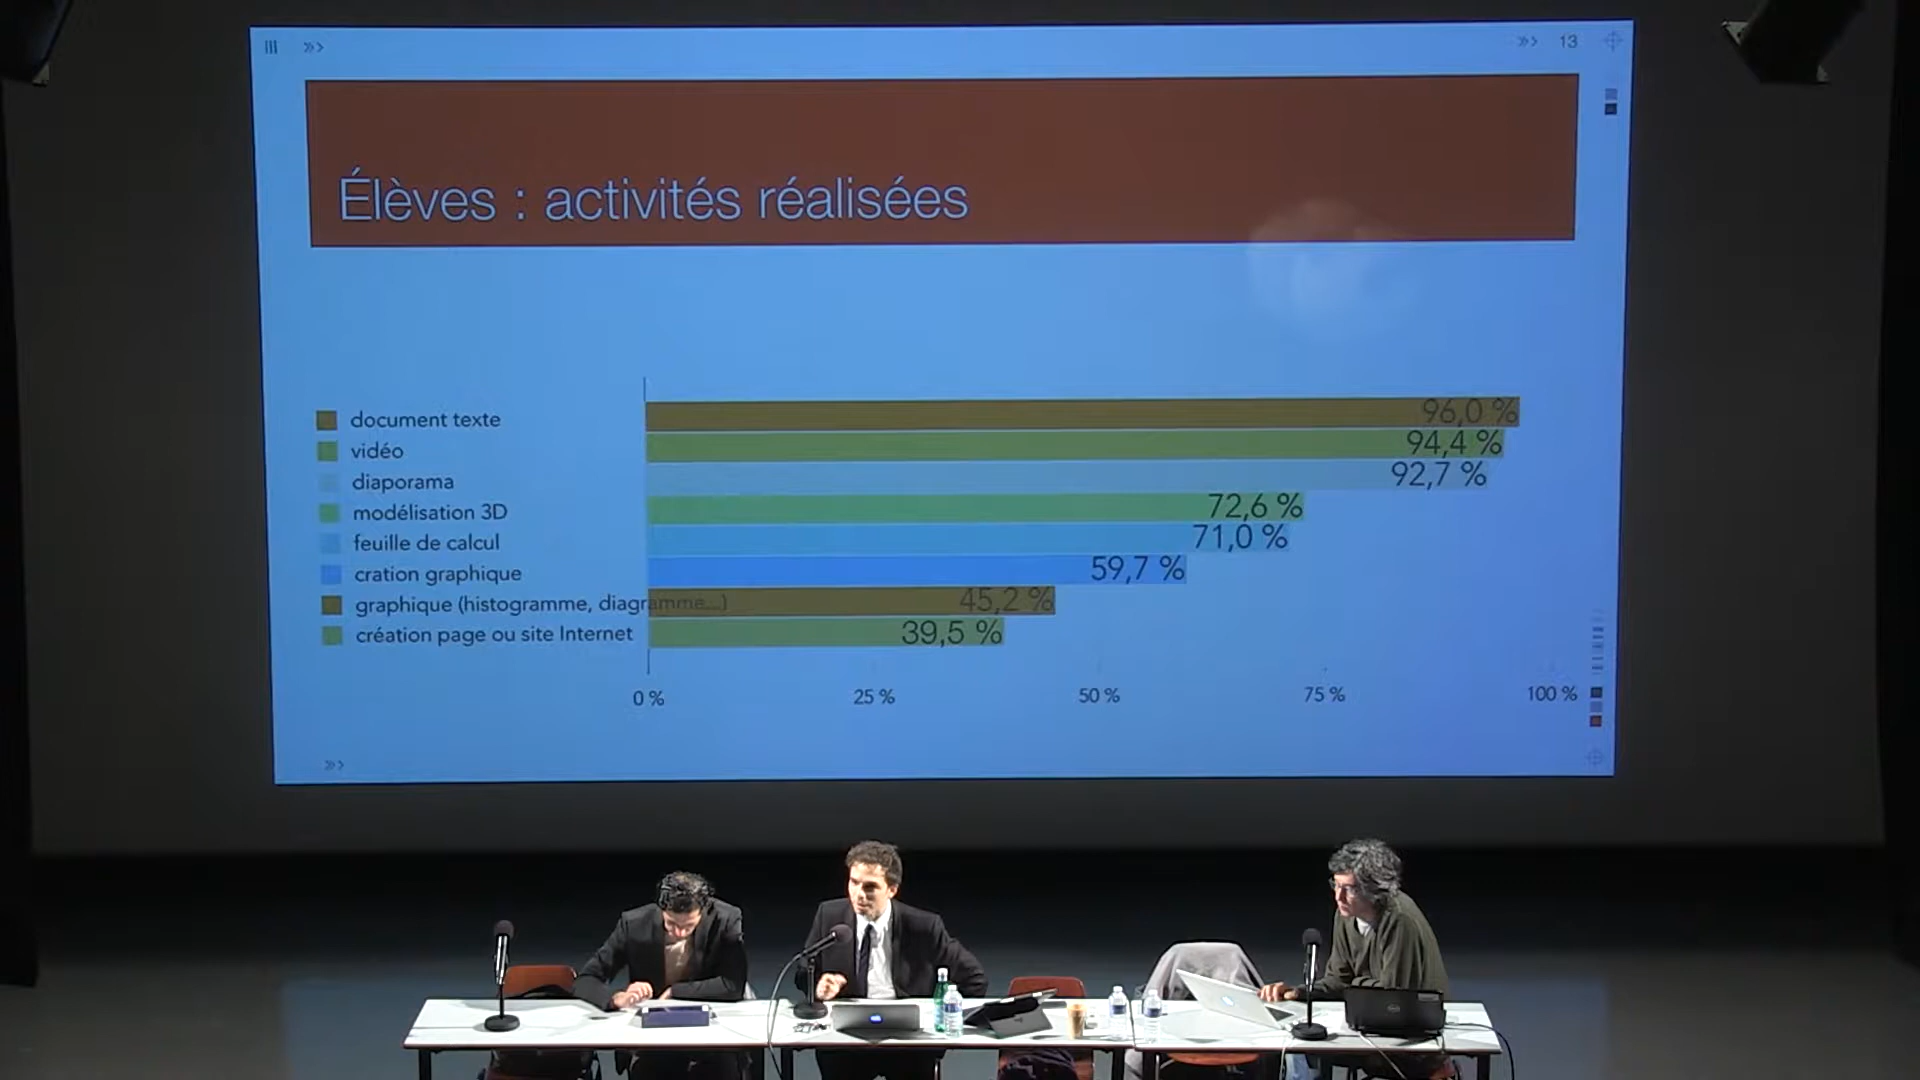 13
Élèves : activités réalisées
document texte 96,0 %
vidéo 94,4 %
diaporama 92,7 %
modélisation 3D 72,6 %
feuille de calcul 71,0 %
cration graphique 59,7 %
graphique (histogramme, diagramme...) 45,2 %
création page ou site Internet 39,5 %
0 % 25 % 50 % 75 % 100 %